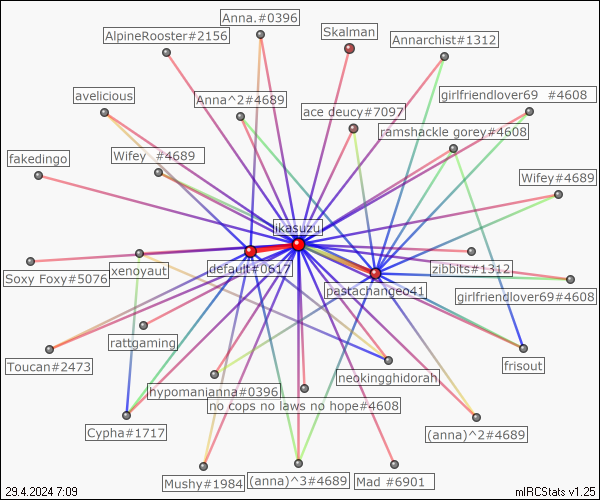 Anna.#0396
Skalman
AlpineRooster#2156
Annarchist#1312
avelicious
Anna^2#4689
girlfriendlover69 #4608
ace deucy#7097
ramshackle gorey#4608
fakedingo
Wifey #4689
Wifey#4689
ikasuzu
Soxy Foxy#5076
xenoyaut
default#0617
zibbits#1312
pastachangeo41
girlfriendlover69#4608
rattgaming
Toucan#2473
frisout
hypomanianna#0396
neokingghidorah
no cops no laws no hope#4608
Cypha#1717
(anna)^2#4689
Mushy#1984
(anna)^3#4689
Mad #6901
29.4.2024 7:09
mIRCStats v1.25